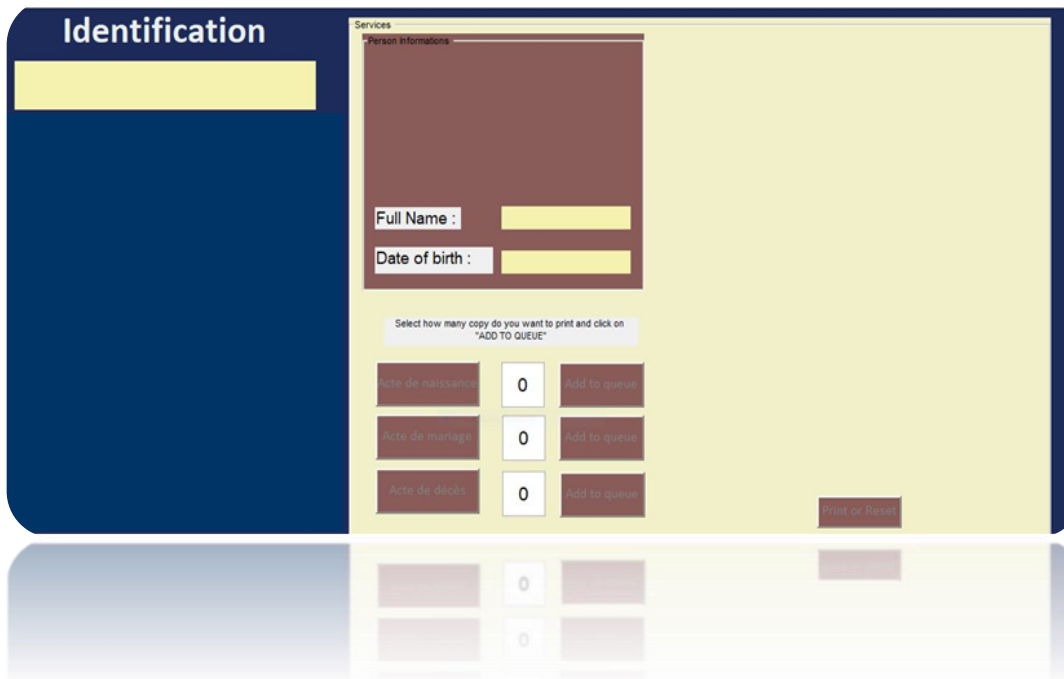 Identification
Services
Person Informations
Full Name :
Date of birth :
Select how many copy do you want to print and click on
"ADD TO QUEUE"
Acte de naissance
0
Add to queue
Acte de mariage
0
Add to queue
Acte de décès
0
Add to queue
Print or Reset